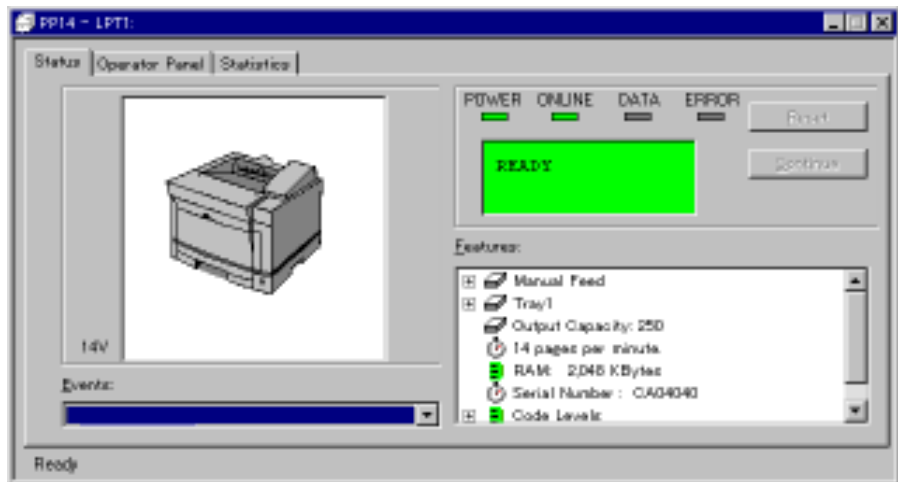 PP14 - LPT1:
Status Operator Panel Statistics
POWER ONLINE DATA ERROR
Reset
READY
Continue
Features:
Manual Feed
Tray1
Output Capacity: 250
14 pages per minute.
14V
RAM: 2,048 KBytes
Events:
Serial Number : CA04040
Code Levels
Ready